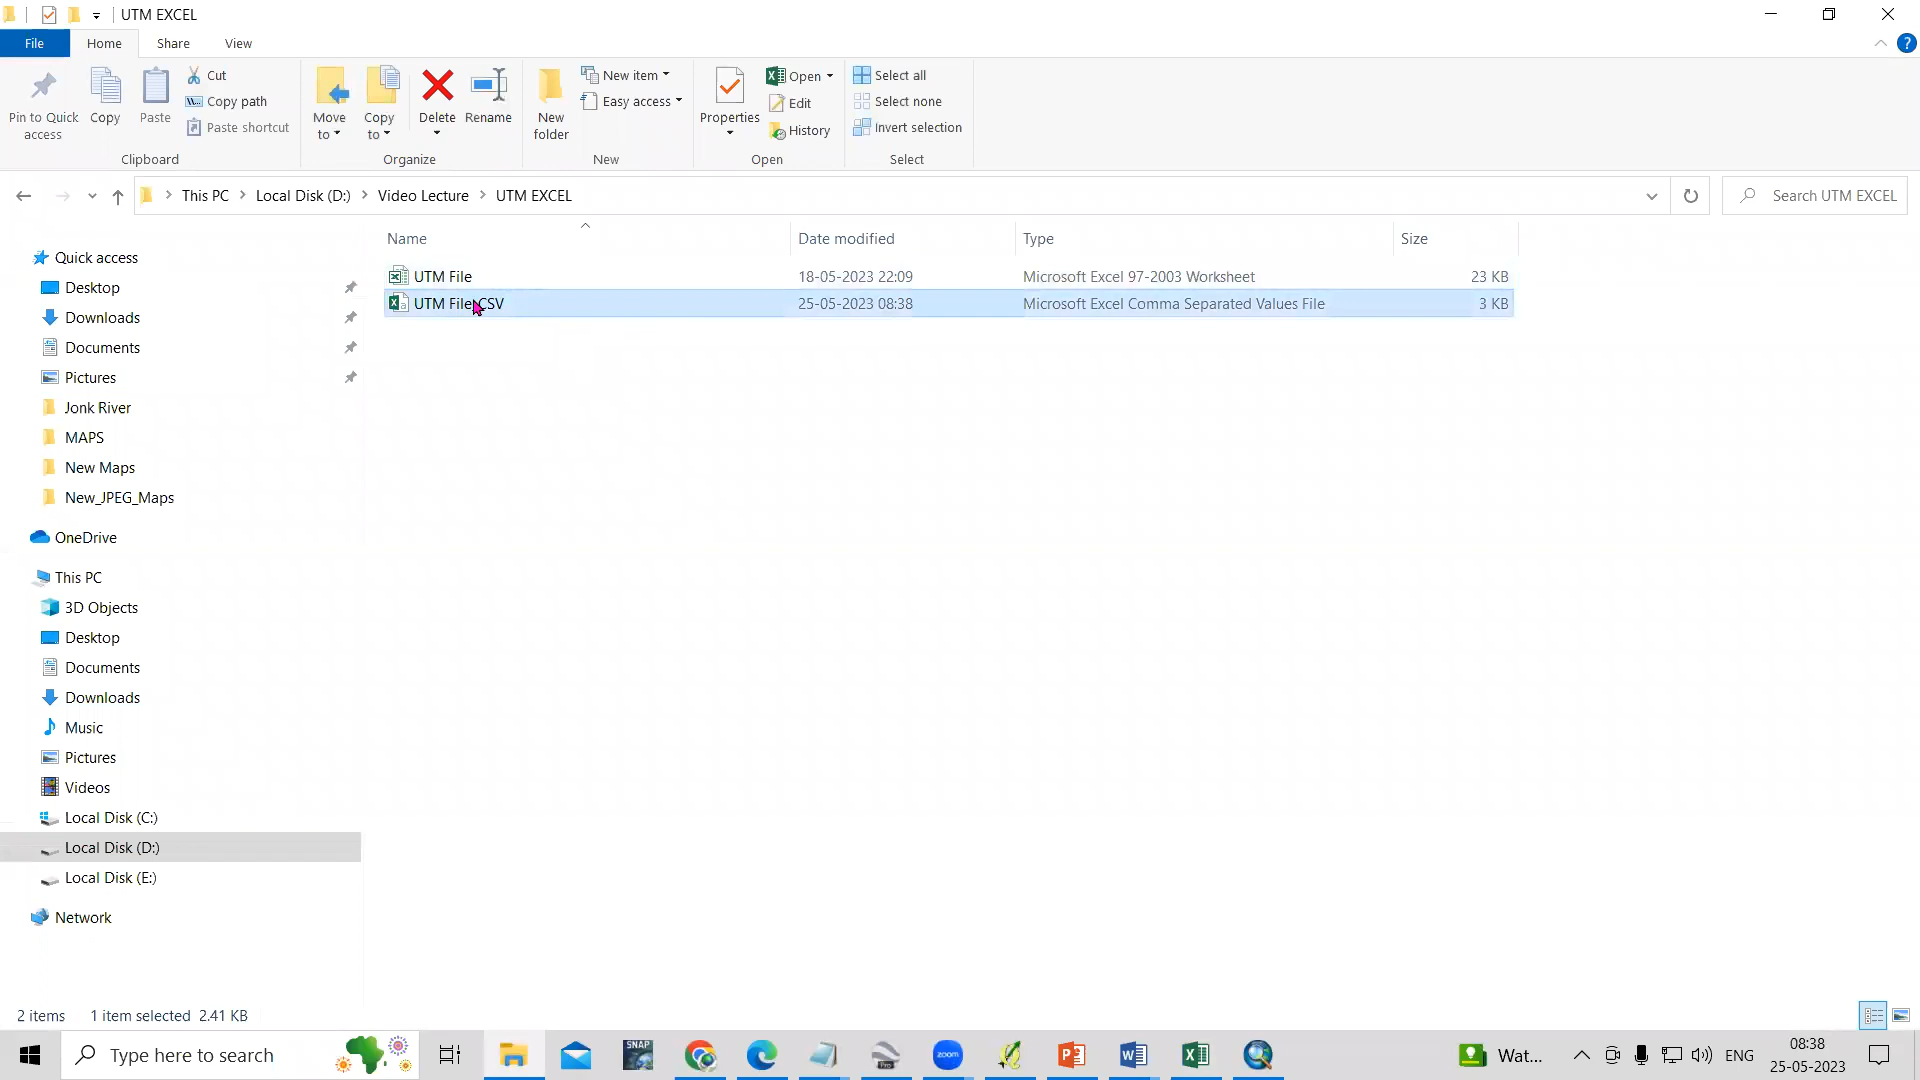 UTM EXCEL
File Home Share View
Pin to Quick access
Copy
Paste
Cut
Copy path
Paste shortcut
Clipboard
Move to
Copy to
Delete
Rename
Organize
New folder
New item
Easy access
New
Properties
Open
Edit
History
Open
Select all
Select none
Invert selection
Select
This PC Local Disk (D:) Video Lecture UTM EXCEL
Search UTM EXCEL
Name Date modified Type Size
UTM File 18-05-2023 22:09 Microsoft Excel 97-2003 Worksheet 23 KB
UTM File CSV 25-05-2023 08:38 Microsoft Excel Comma Separated Values File 3 KB
Quick access
Desktop
Downloads
Documents
Pictures
Jonk River
MAPS
New Maps
New_JPEG_Maps
OneDrive
This PC
3D Objects
Desktop
Documents
Downloads
Music
Pictures
Videos
Local Disk (C:)
Local Disk (D:)
Local Disk (E:)
Network
2 items 1 item selected 2.41 KB
Type here to search
SNAP
Pro
zoom
Wat...
ENG
08:38
25-05-2023